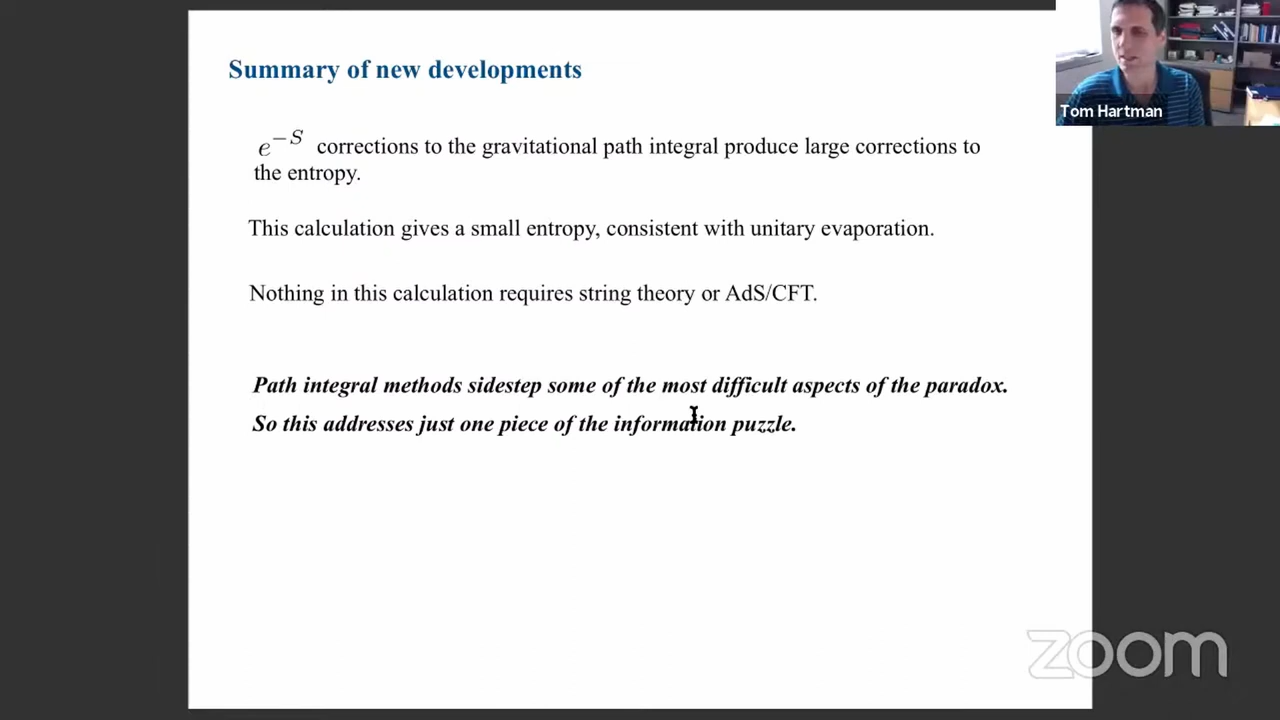 Summary of new developments
Tom Hartman
e^{-S} corrections to the gravitational path integral produce large corrections to
the entropy.
This calculation gives a small entropy, consistent with unitary evaporation.
Nothing in this calculation requires string theory or AdS/CFT.
Path integral methods sidestep some of the most difficult aspects of the paradox.
So this addresses just one piece of the information puzzle.
zoom